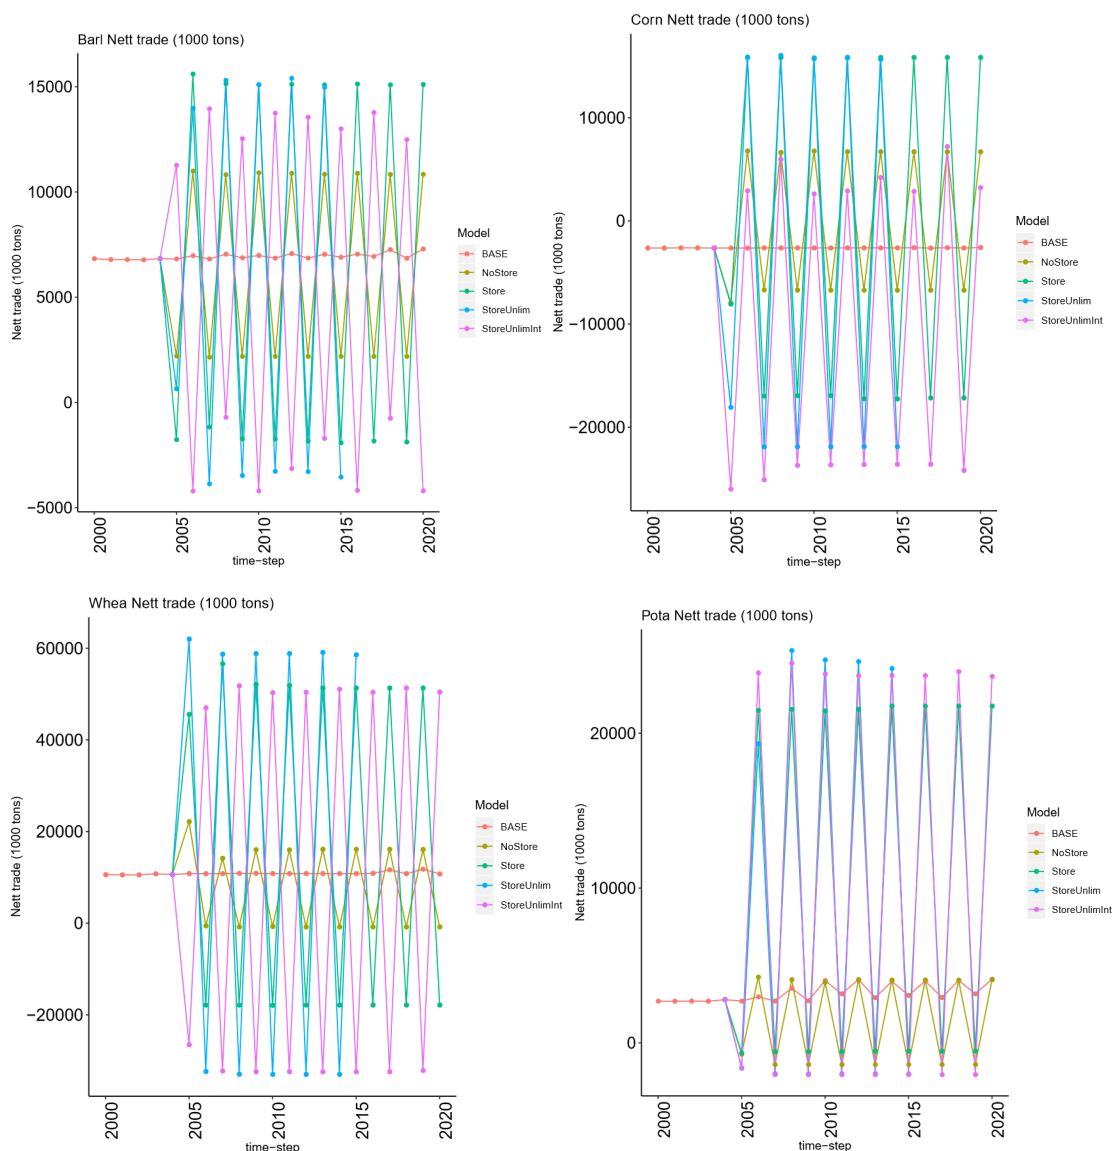 Barl Nett trade (1000 tons)
Nett trade (1000 tons)
15000
10000
5000
0
−5000
2000
2005
2010
2015
2020
time−step
Model
BASE
NoStore
Store
StoreUnlim
StoreUnlimInt
Corn Nett trade (1000 tons)
Nett trade (1000 tons)
10000
0
−10000
−20000
2000
2005
2010
2015
2020
time−step
Model
BASE
NoStore
Store
StoreUnlim
StoreUnlimInt
Whea Nett trade (1000 tons)
Nett trade (1000 tons)
60000
40000
20000
0
−20000
2000
2005
2010
2015
2020
time−step
Model
BASE
NoStore
Store
StoreUnlim
StoreUnlimInt
Pota Nett trade (1000 tons)
Nett trade (1000 tons)
20000
10000
0
2000
2005
2010
2015
2020
time−step
Model
BASE
NoStore
Store
StoreUnlim
StoreUnlimInt